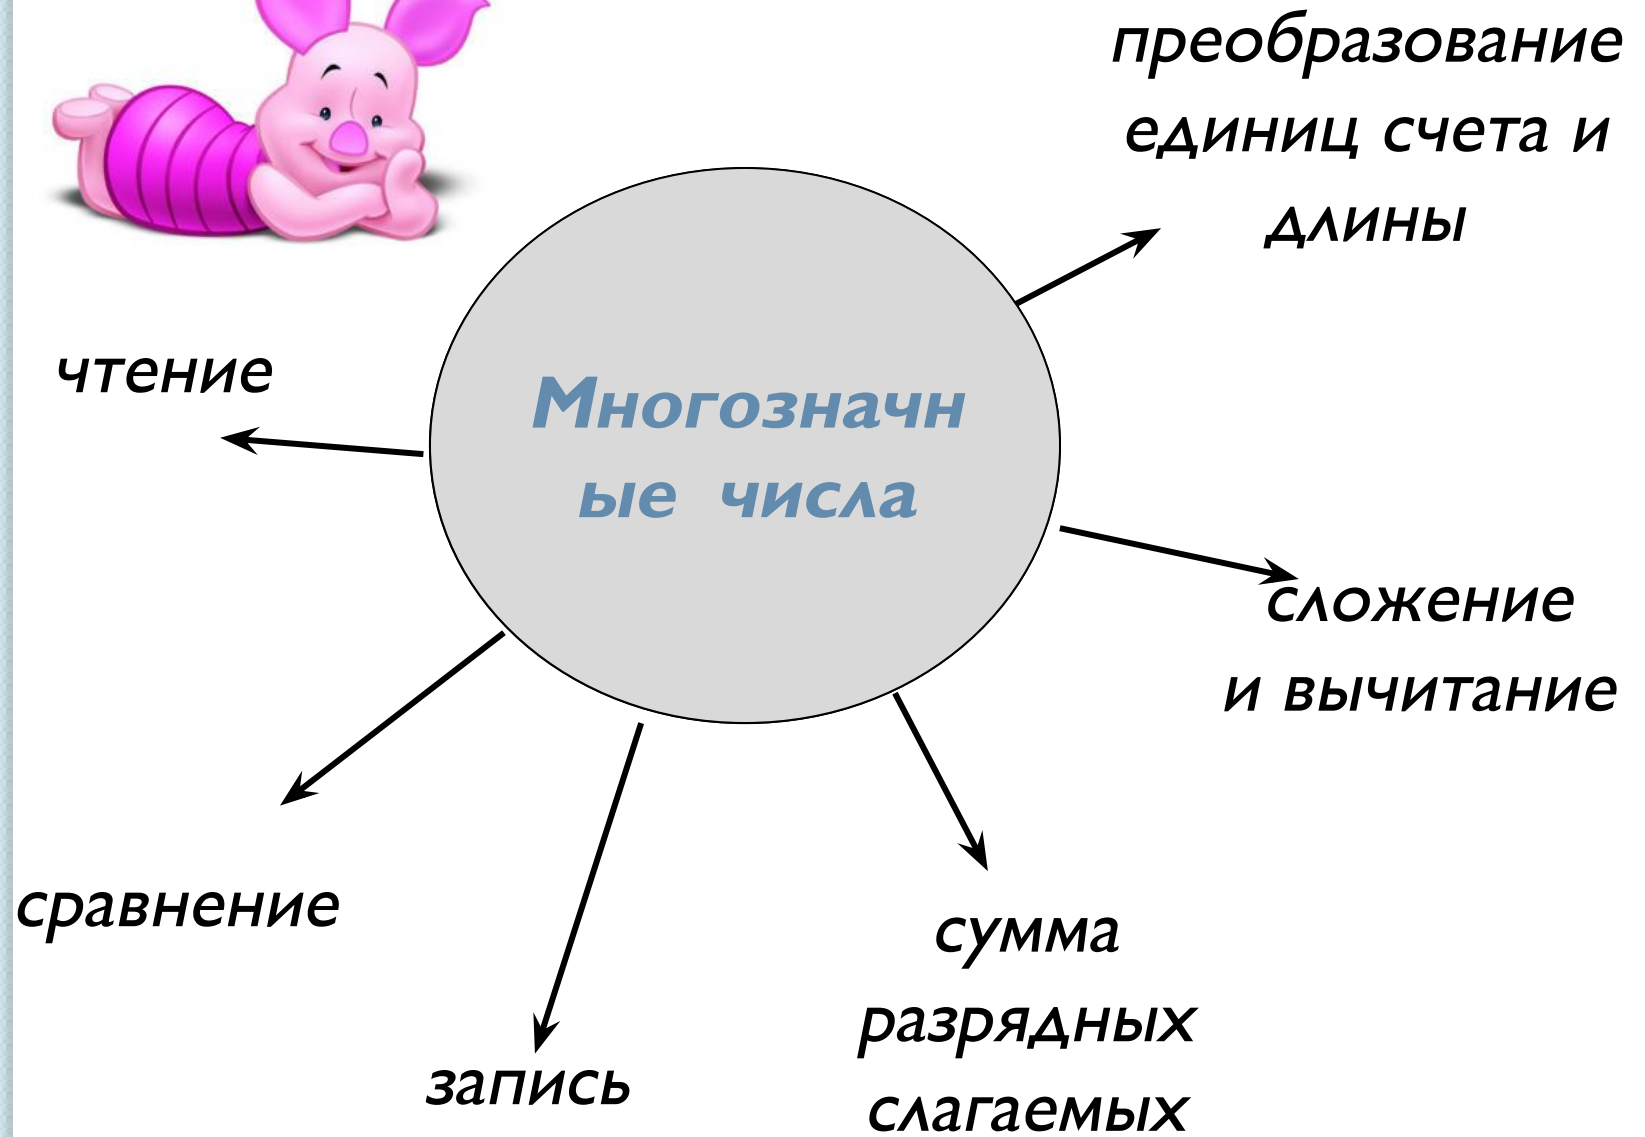 преобразование
единиц счета и
длины
чтение
Многозначн
ые числа
сложение
и вычитание
сравнение
сумма
разрядных
слагаемых
запись